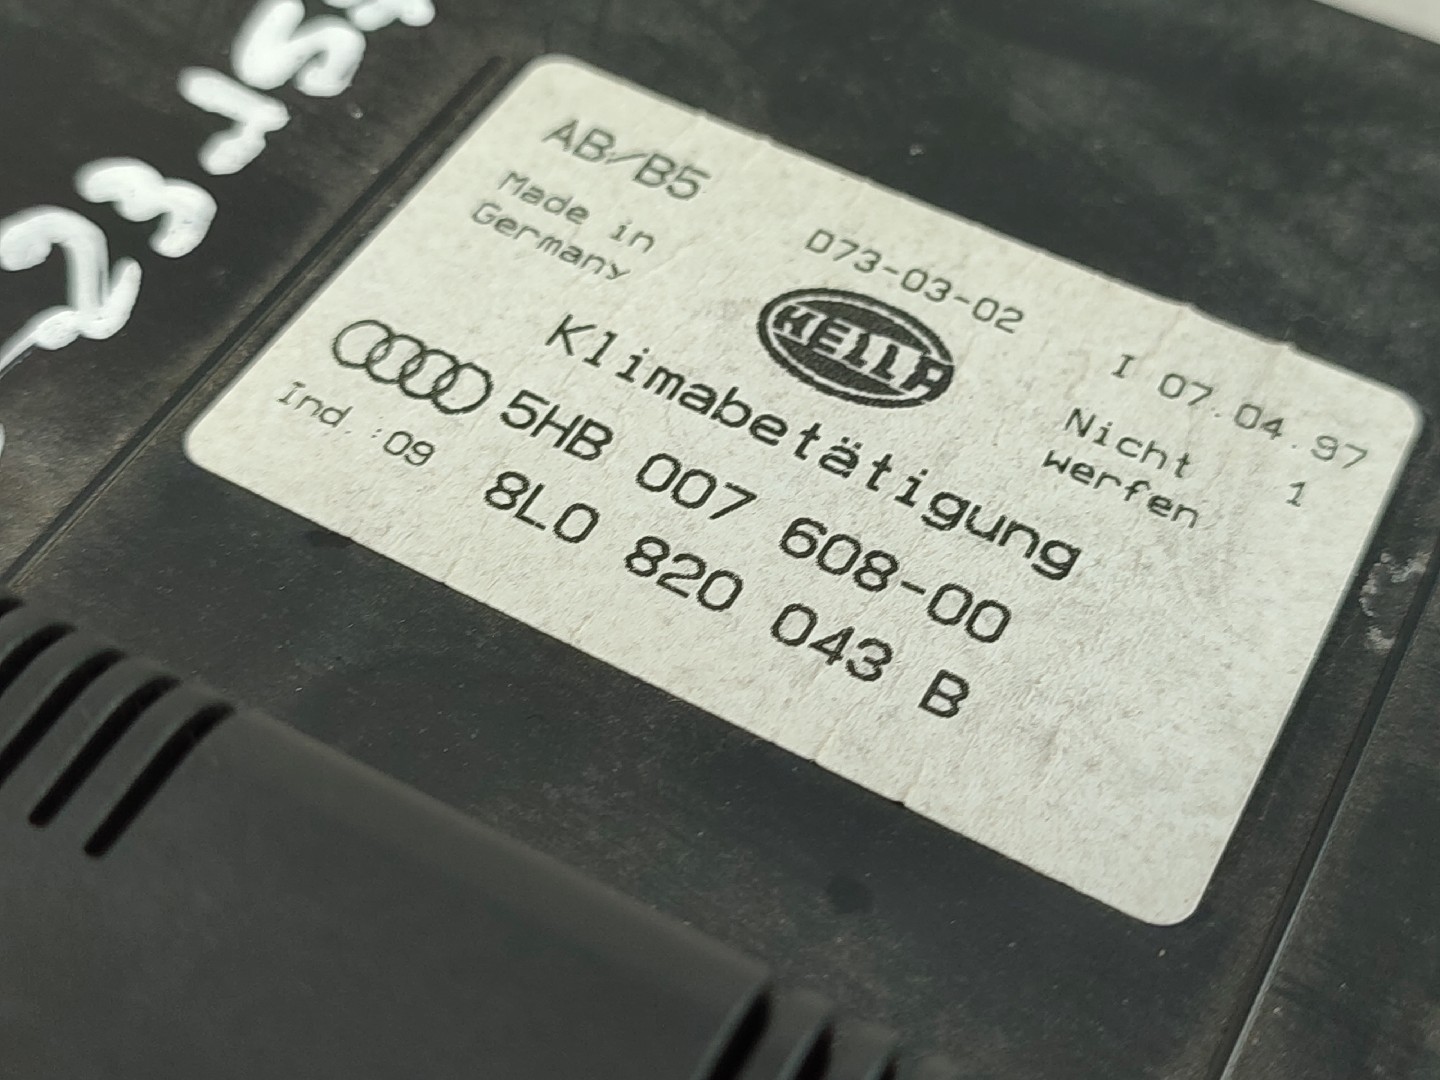 AB/B5
Made in
Germany
D73-03-02
HELLA
I 07.04.97
Nicht 1
werfen
Klimabetätigung
5HB 007 608-00
Ind.:09
8L0 820 043 B